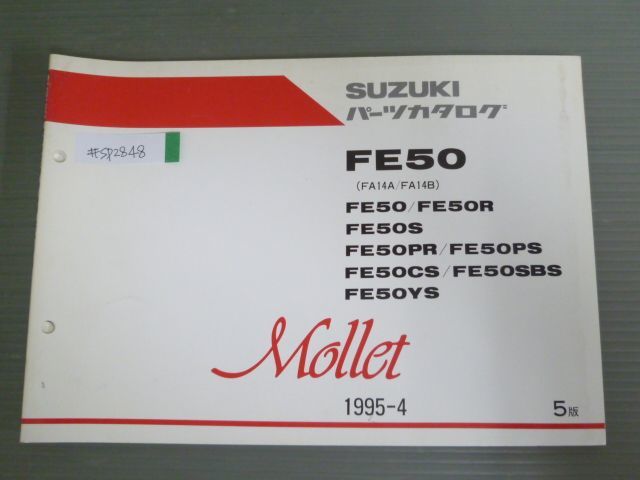 SUZUKI
パーツカタログ
#ESP2848
FE50
(FA14A/FA14B)
FE50/FE50R
FE50S
FE50PR/FE50PS
FE50CS/FE50SBS
FE50YS
Mollet
1995-4
5版